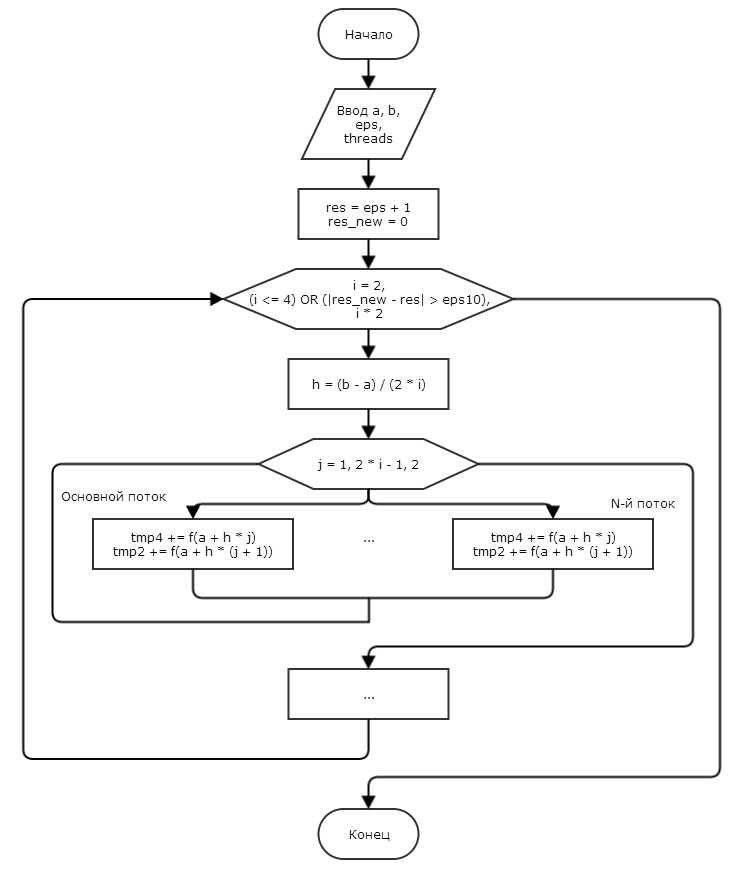 Начало
Ввод a, b,
eps,
threads
res = eps + 1
res_new = 0
i = 2,
(i <= 4) OR (|res_new - res| > eps10),
i * 2
h = (b - a) / (2 * i)
j = 1, 2 * i - 1, 2
Основной поток
N-й поток
tmp4 += f(a + h * j)
tmp2 += f(a + h * (j + 1))
...
tmp4 += f(a + h * j)
tmp2 += f(a + h * (j + 1))
...
Конец